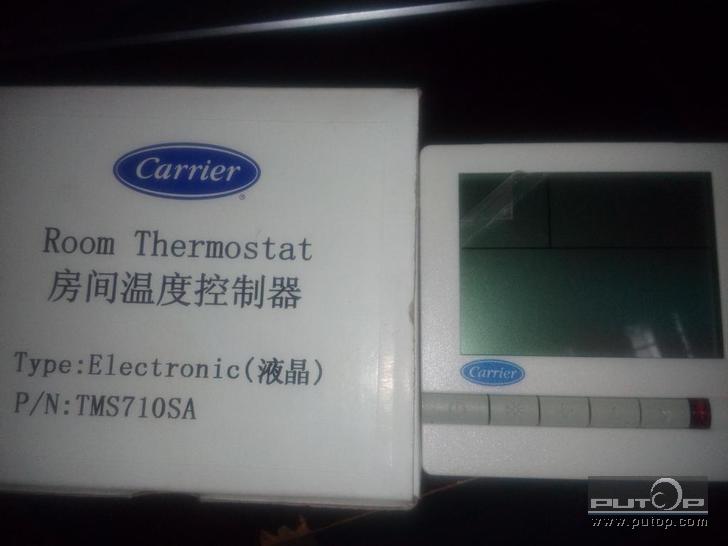 Carrier
Room Thermostat
房间温度控制器
Type:Electronic(液晶)
P/N:TMS710SA
Carrier
PUTOP
www.putop.com